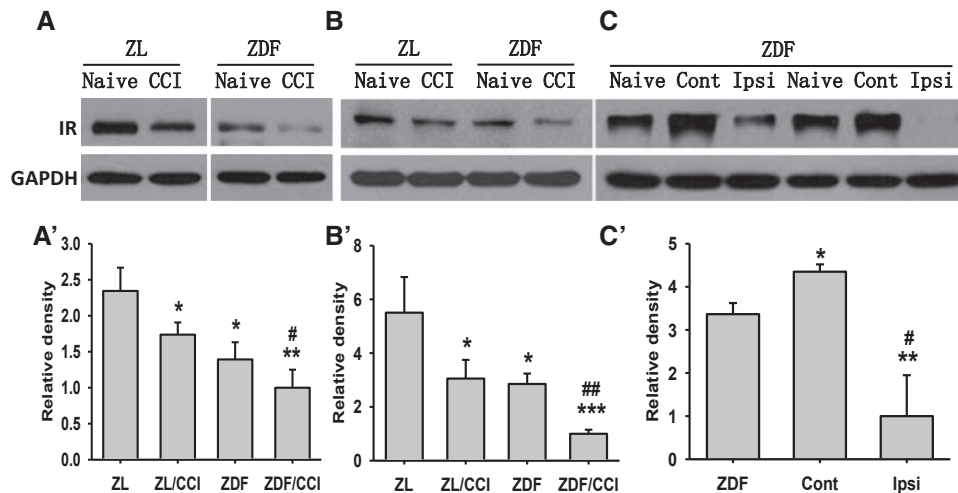 A B C
ZL ZDF ZL ZDF ZDF
Naive CCI Naive CCI Naive CCI Naive CCI Naive Cont Ipsi Naive Cont Ipsi
IR
GAPDH
A' B' C'
Relative density
3.0
2.5
2.0
1.5
1.0
0.5
0.0
* * # **
ZL ZL/CCI ZDF ZDF/CCI
Relative density
8
6
4
2
0
* * ## ***
ZL ZL/CCI ZDF ZDF/CCI
Relative density
5
4
3
2
1
0
* # **
ZDF Cont Ipsi